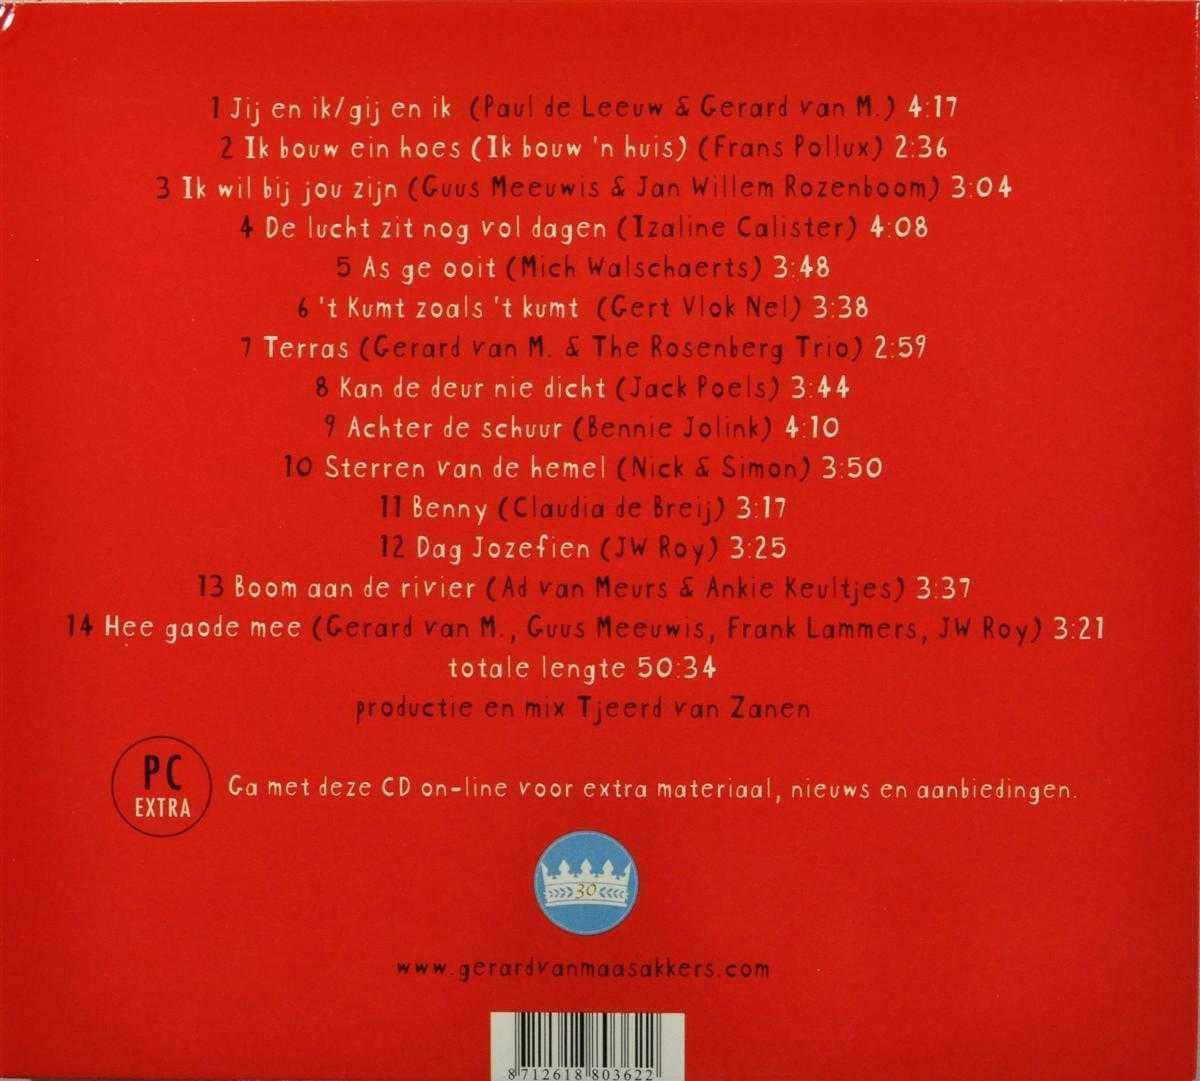 1 Jij en ik/gij en ik (Paul de Leeuw & Gerard van M.) 4:17
2 Ik bouw ein hoes (Ik bouw 'n huis) (Frans Pollux) 2:36
3 Ik wil bij jou zijn (Guus Meeuwis & Jan Willem Rozenboom) 3:04
4 De lucht zit nog vol dagen (Izaline Calister) 4:08
5 As ge ooit (Mich Walschaerts) 3:48
6 't Kumt zoals 't kumt (Gert Vlok Nel) 3:38
7 Terras (Gerard van M. & The Rosenberg Trio) 2:59
8 Kan de deur nie dicht (Jack Poels) 3:44
9 Achter de schuur (Bennie Jolink) 4:10
10 Sterren van de hemel (Nick & Simon) 3:50
11 Benny (Claudia de Breij) 3:17
12 Dag Jozefien (JW Roy) 3:25
13 Boom aan de rivier (Ad van Meurs & Ankie Keultjes) 3:37
14 Hee gaode mee (Gerard van M., Guus Meeuwis, Frank Lammers, JW Roy) 3:21
totale lengte 50:34
productie en mix Tjeerd van Zanen
PC
EXTRA
Ga met deze CD on-line voor extra materiaal, nieuws en aanbiedingen.
30
www.gerardvanmaasakkers.com
8 712618 803622